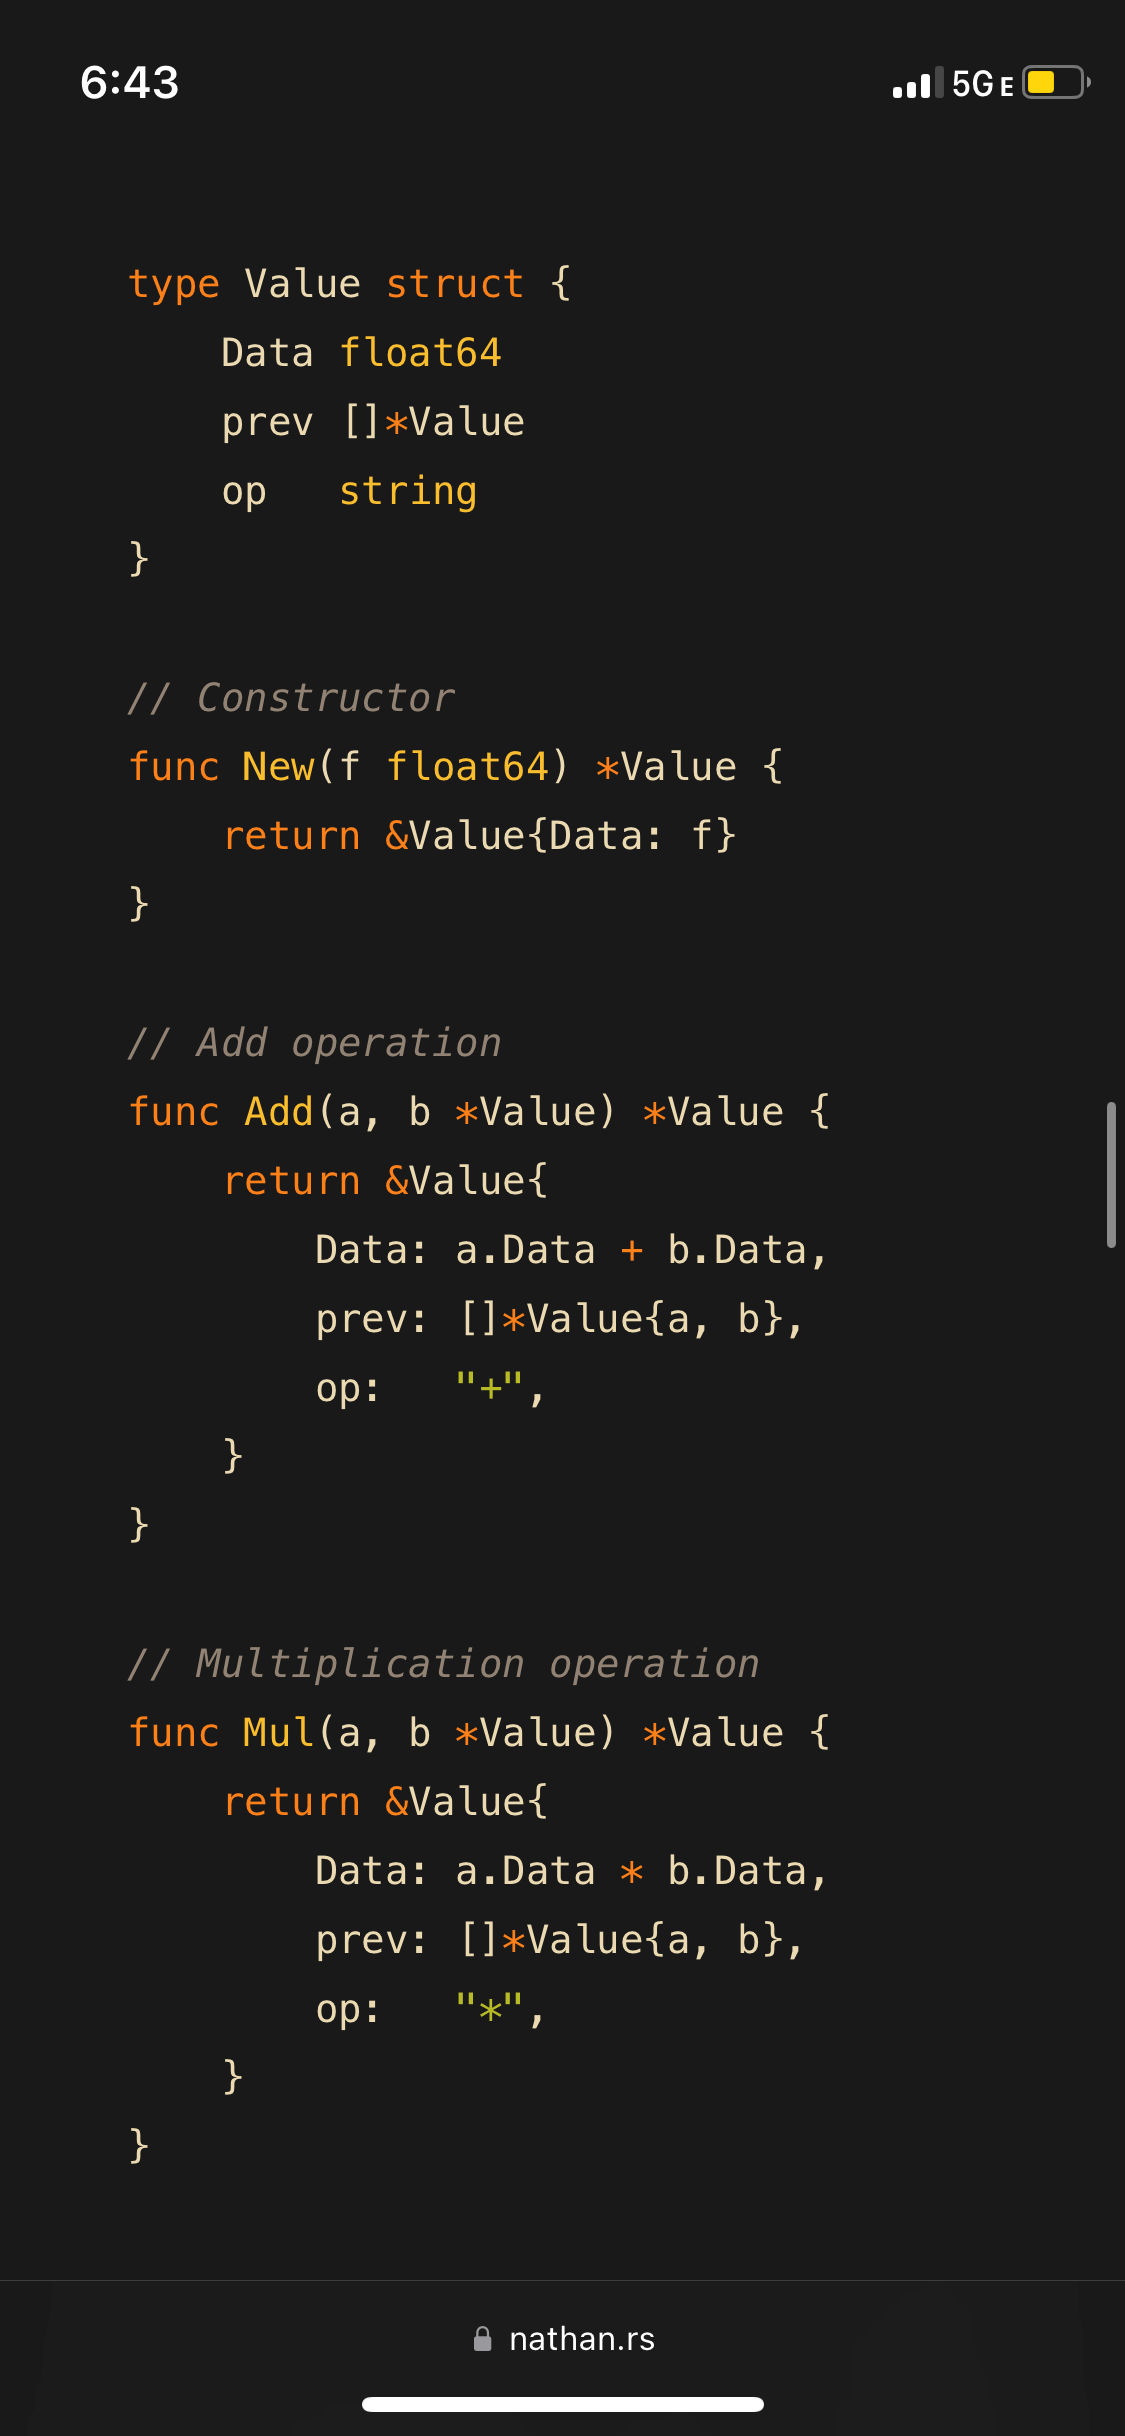 6:43
5G E
type Value struct {
    Data float64
    prev []*Value
    op   string
}
// Constructor
func New(f float64) *Value {
    return &Value{Data: f}
}
// Add operation
func Add(a, b *Value) *Value {
    return &Value{
        Data: a.Data + b.Data,
        prev: []*Value{a, b},
        op:   "+",
    }
}
// Multiplication operation
func Mul(a, b *Value) *Value {
    return &Value{
        Data: a.Data * b.Data,
        prev: []*Value{a, b},
        op:   "*",
    }
}
nathan.rs